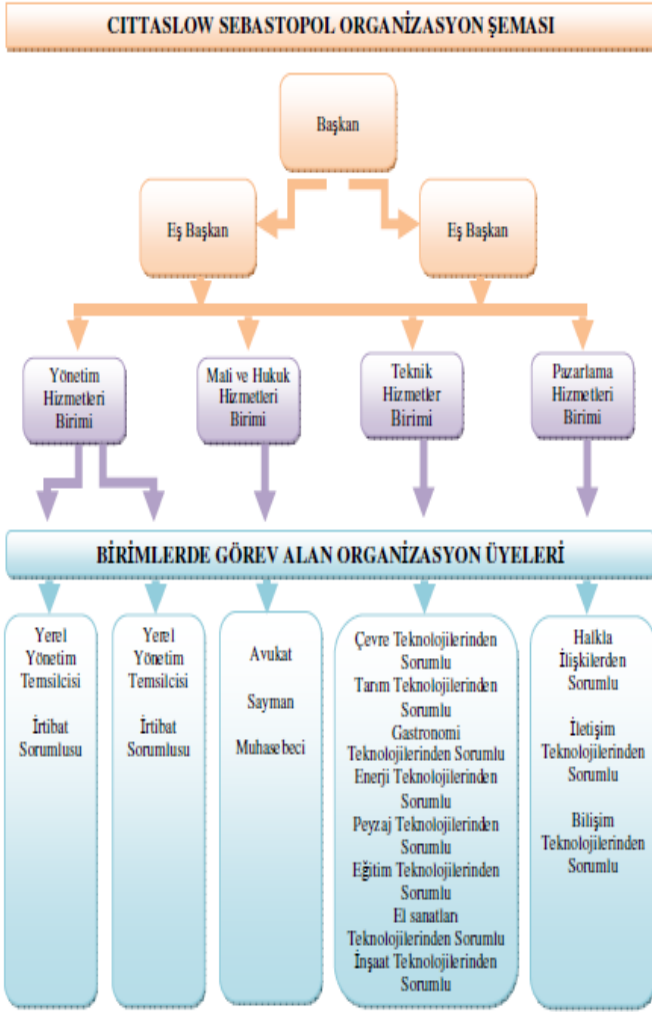 CITTASLOW SEBASTOPOL ORGANİZASYON ŞEMASI
Başkan
Eş Başkan
Eş Başkan
Yönetim
Hizmetleri
Birimi
Mali ve Hukuk
Hizmetleri
Birimi
Teknik
Hizmetler
Birimi
Pazarlama
Hizmetleri
Birimi
BİRİMLERDE GÖREV ALAN ORGANİZASYON ÜYELERİ
Yerel
Yönetim
Temsilcisi
İrtibat
Sorumlusu
Yerel
Yönetim
Temsilcisi
İrtibat
Sorumlusu
Avukat
Sayman
Muhasebeci
Çevre Teknolojilerinden
Sorumlu
Tarım Teknolojilerinden
Sorumlu
Gastronomi
Teknolojilerinden Sorumlu
Enerji Teknolojilerinden
Sorumlu
Peyzaj Teknolojilerinden
Sorumlu
Eğitim Teknolojilerinden
Sorumlu
El sanatları
Teknolojilerinden Sorumlu
İnşaat Teknolojilerinden
Sorumlu
Halkla
İlişkilerden
Sorumlu
İletişim
Teknolojilerinden
Sorumlu
Bilişim
Teknolojilerinden
Sorumlu